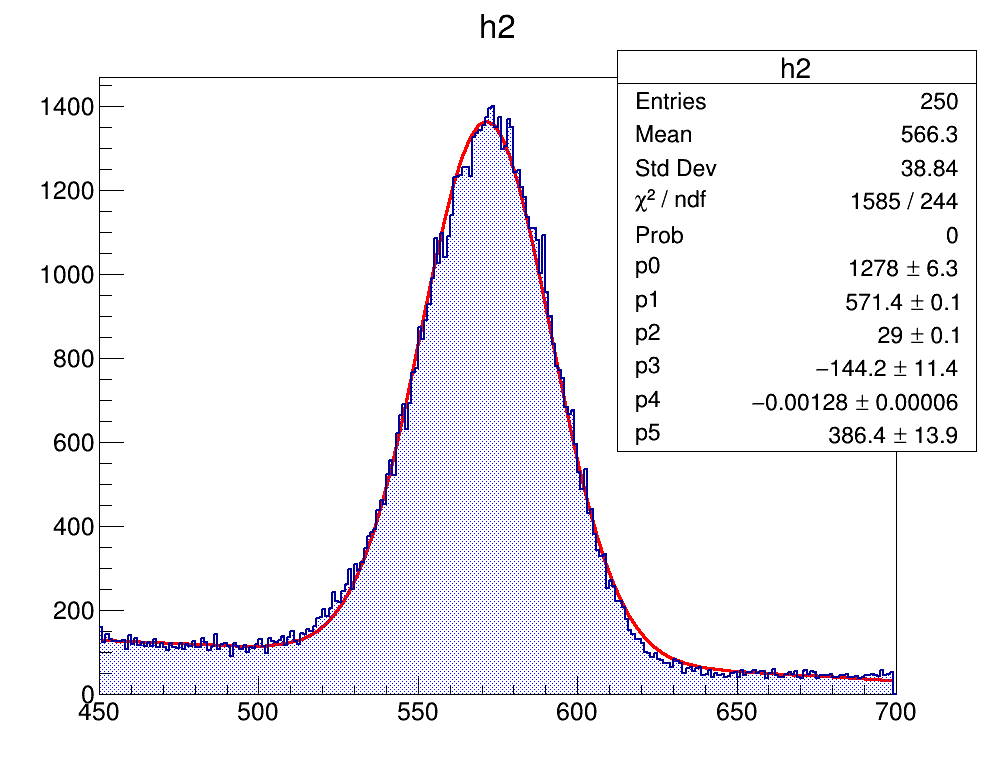 h2
h2
Entries 250
Mean 566.3
Std Dev 38.84
χ² / ndf 1585 / 244
Prob 0
p0 1278 ± 6.3
p1 571.4 ± 0.1
p2 29 ± 0.1
p3 −144.2 ± 11.4
p4 −0.00128 ± 0.00006
p5 386.4 ± 13.9
1400
1200
1000
800
600
400
200
0
450 500 550 600 650 700